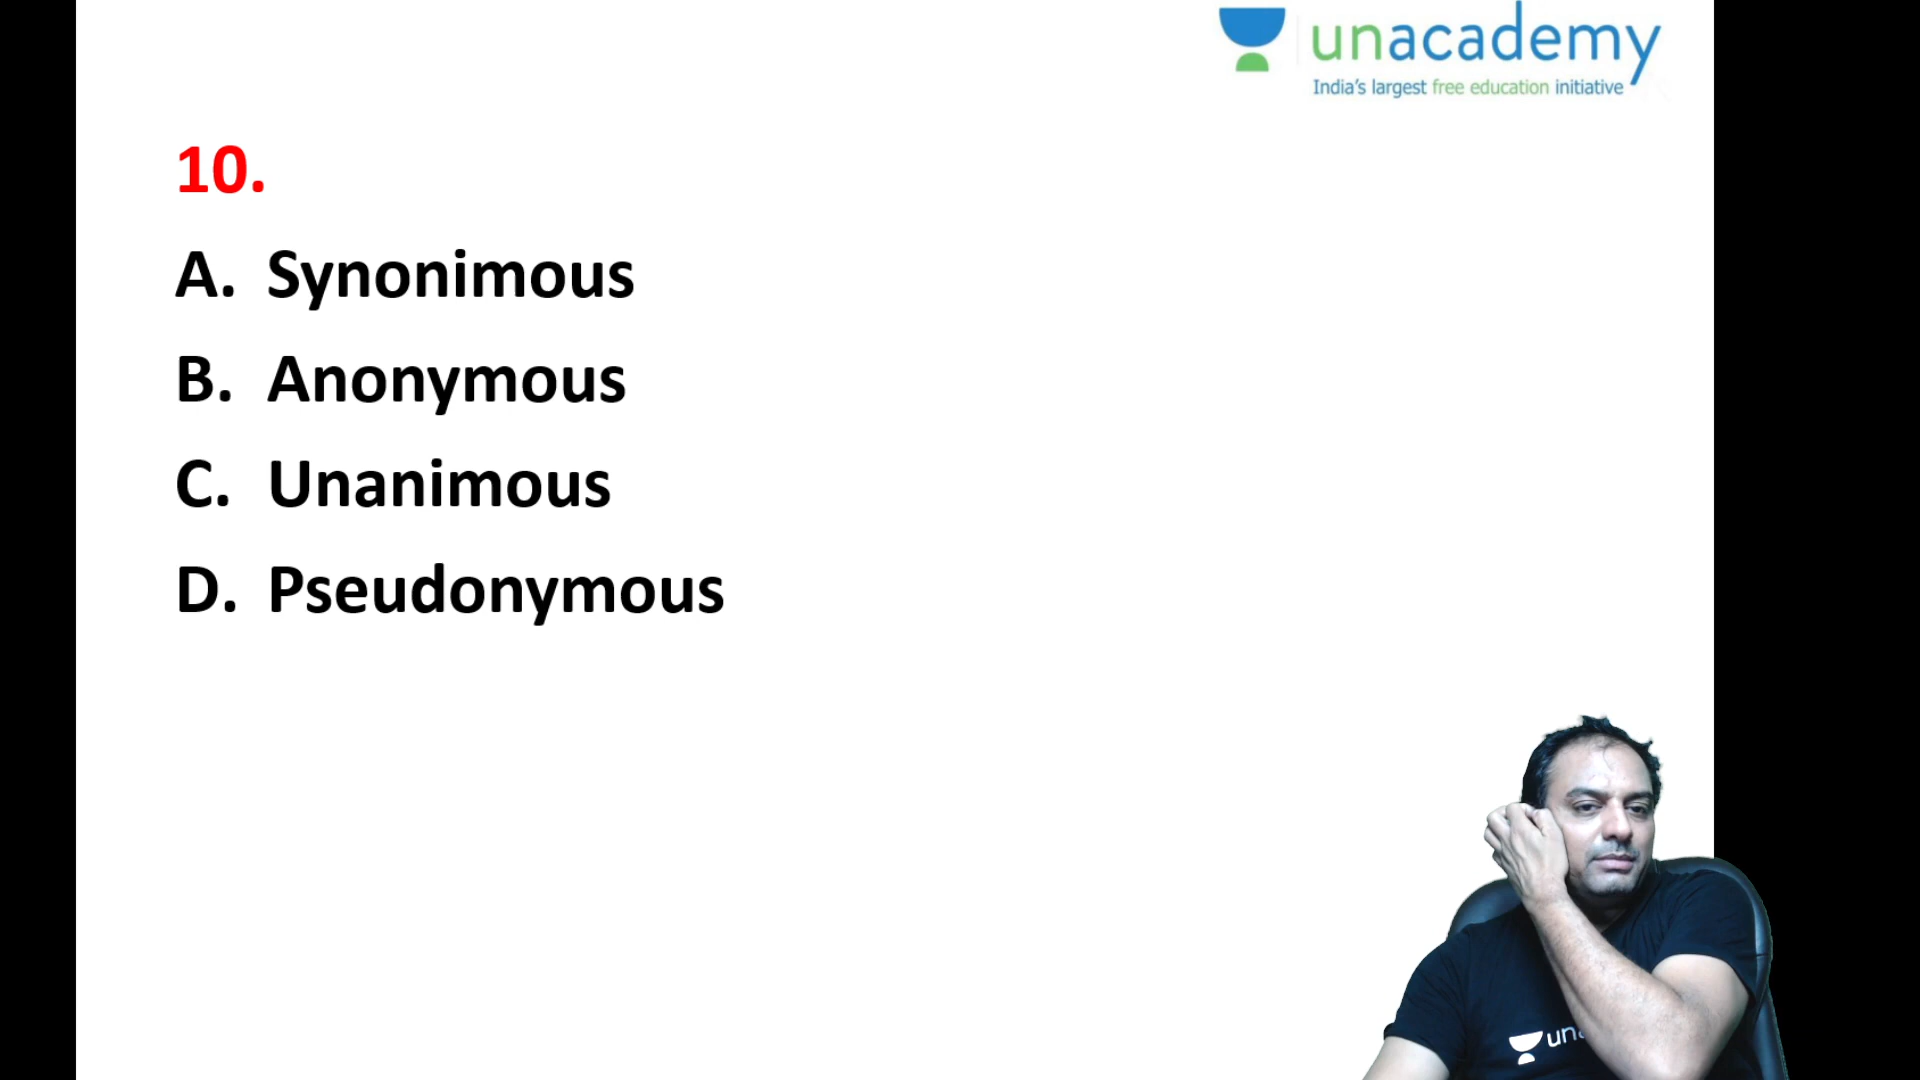 unacademy
India's largest free education initiative
10.
A. Synonimous
B. Anonymous
C. Unanimous
D. Pseudonymous